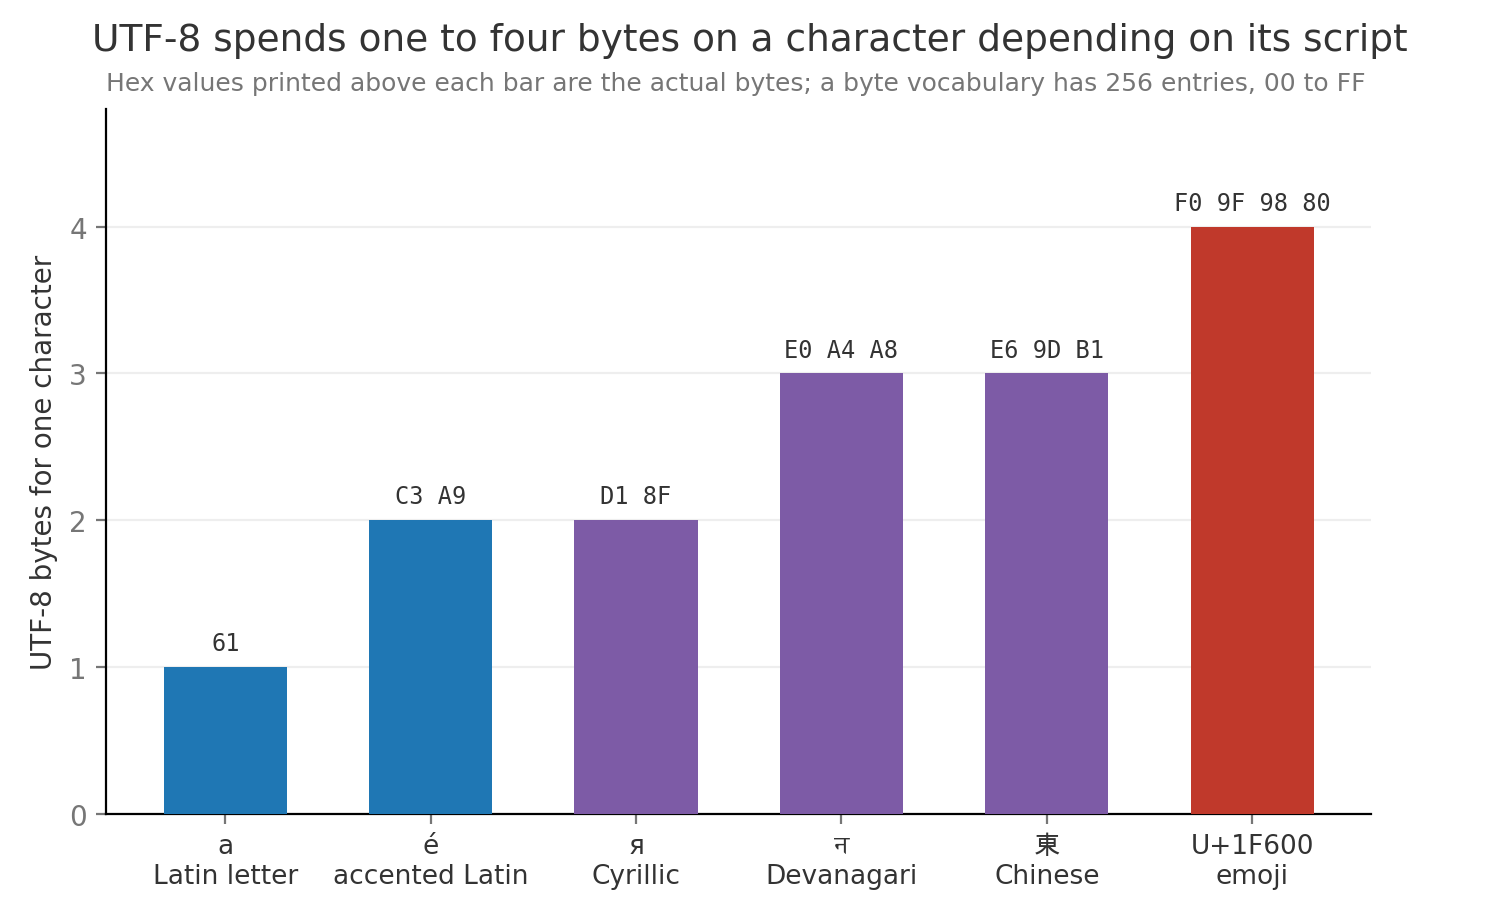 UTF-8 spends one to four bytes on a character depending on its script
Hex values printed above each bar are the actual bytes; a byte vocabulary has 256 entries, 00 to FF
UTF-8 bytes for one character
4
3
2
1
0
61
C3 A9
D1 8F
E0 A4 A8
E6 9D B1
F0 9F 98 80
a
Latin letter
é
accented Latin
я
Cyrillic
न
Devanagari
東
Chinese
U+1F600
emoji